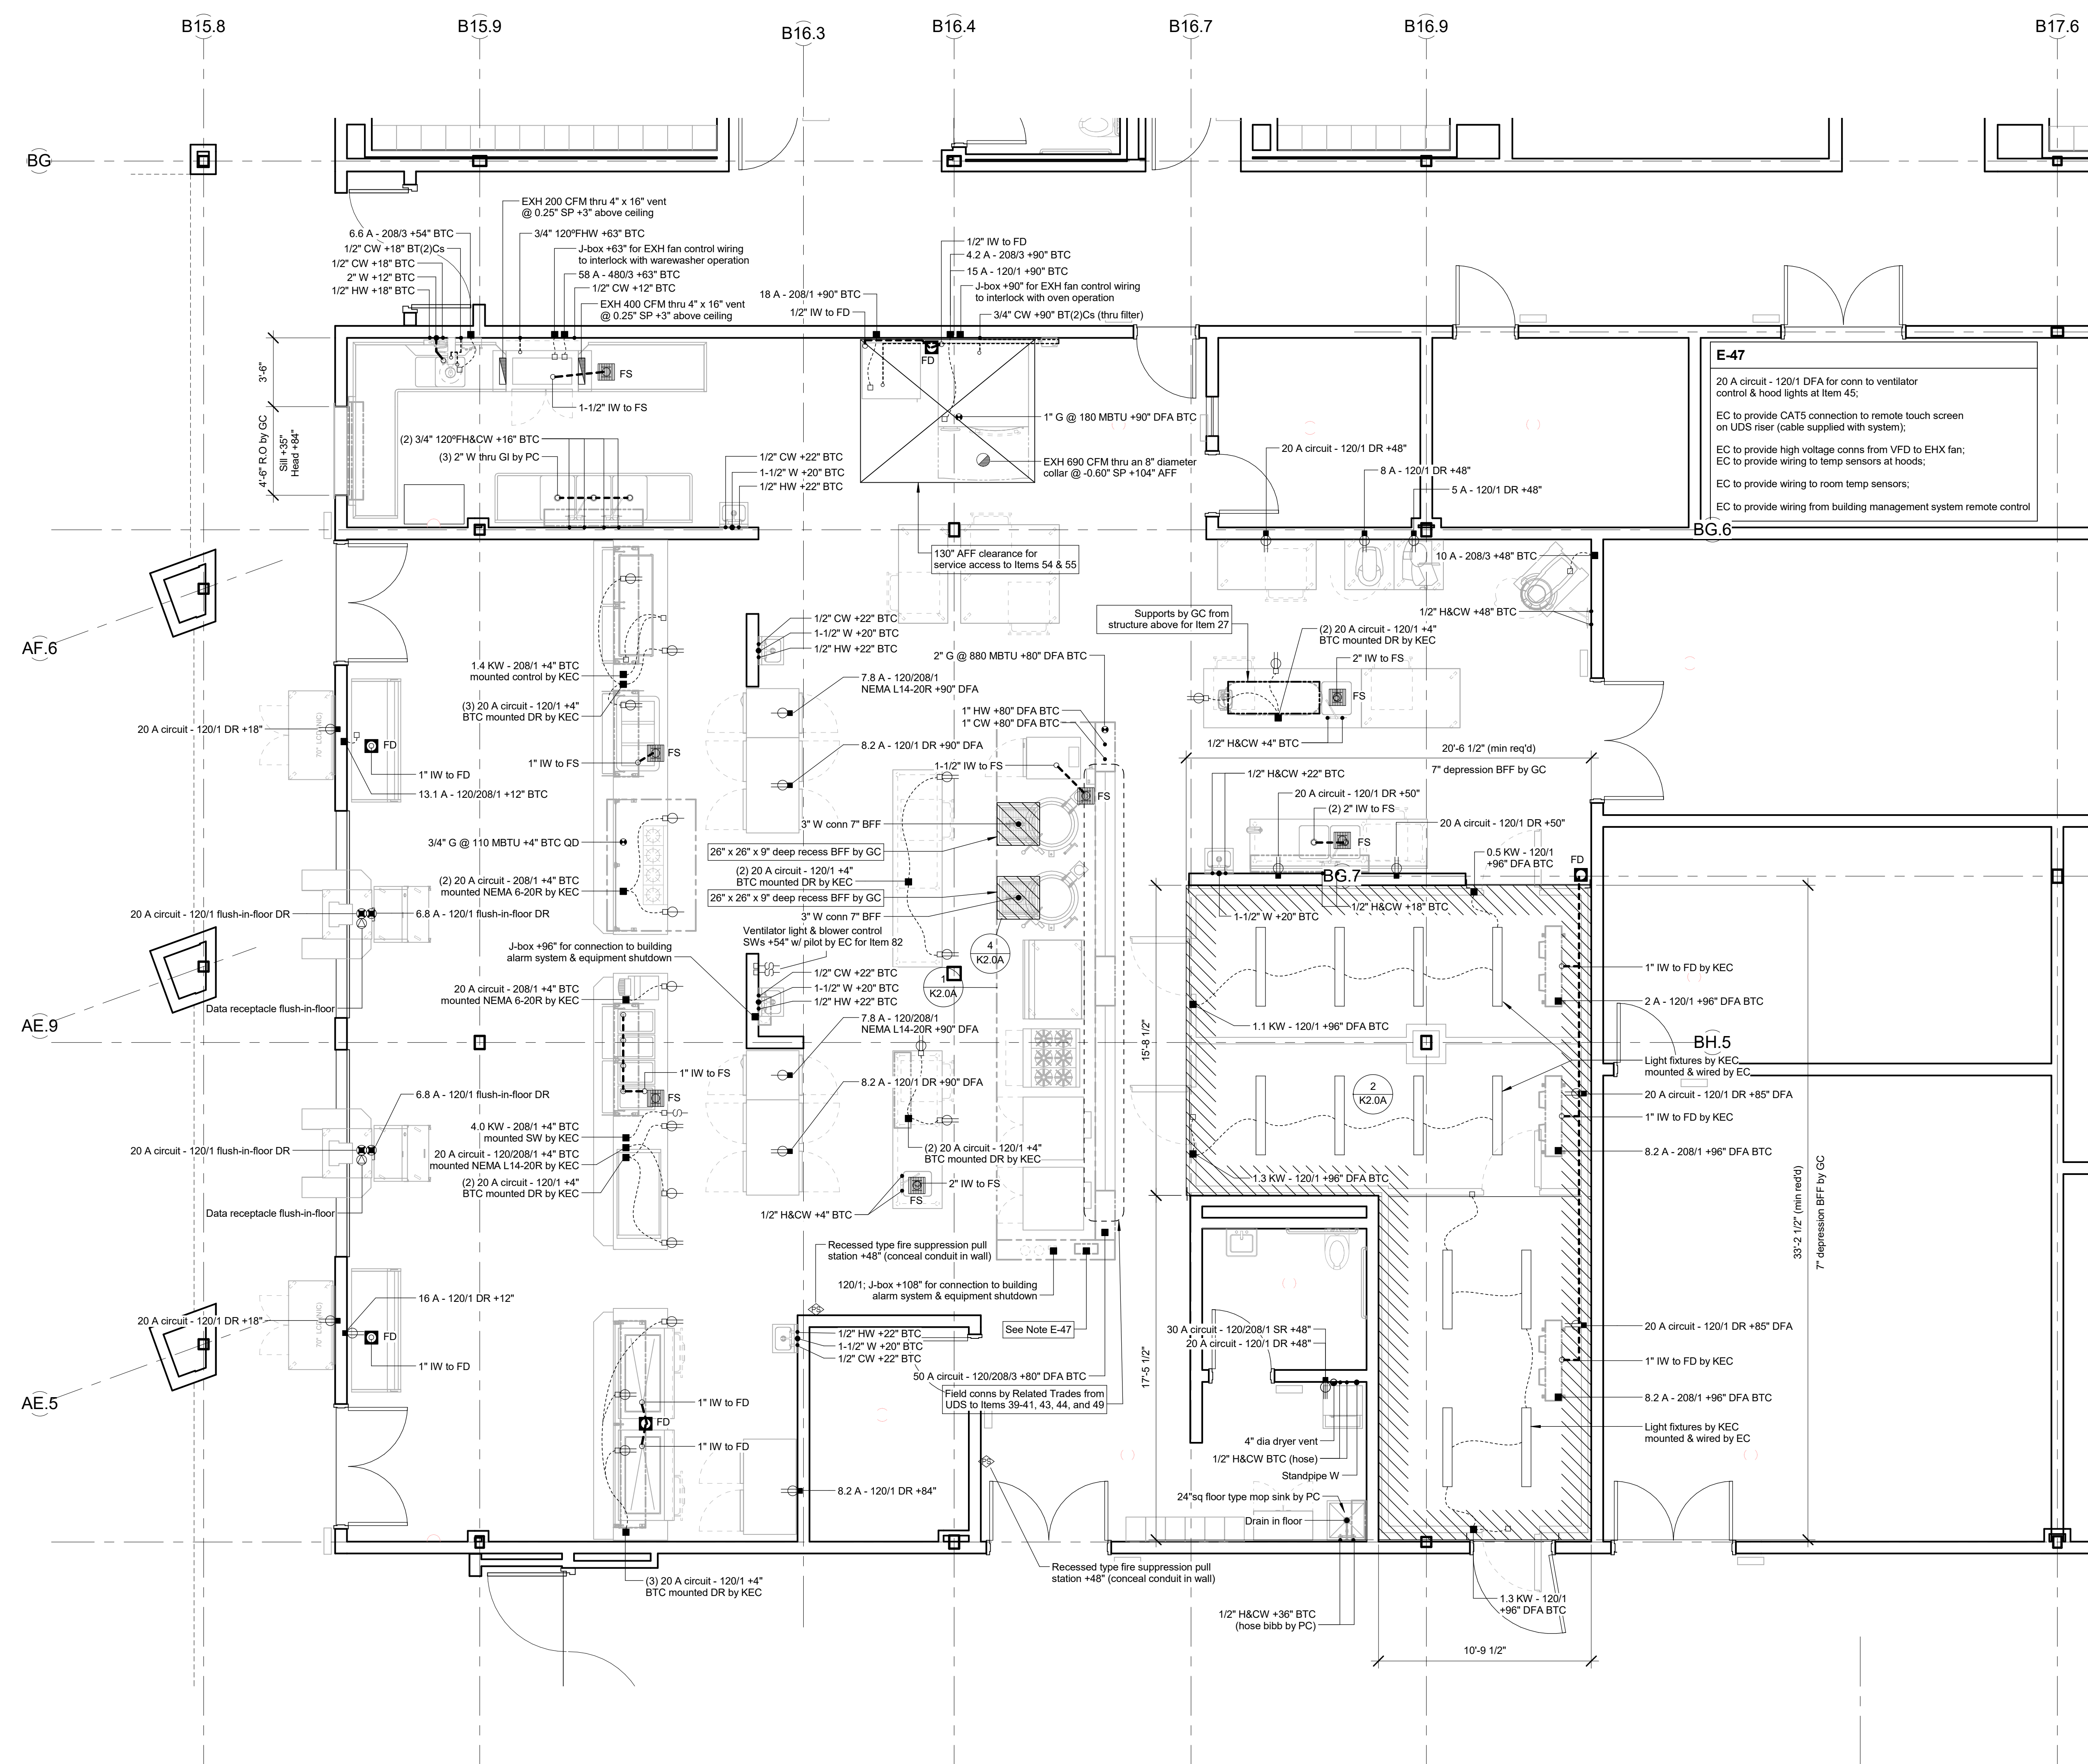 B15.8
B15.9
B16.3
B16.4
B16.7
B16.9
B17.6
BG
EXH 200 CFM thru 4" x 16" vent
@ 0.25" SP +3" above ceiling
6.6 A - 208/3 +54" BTC
1/2" CW +18" BT(2)Cs
1/2" CW +18" BTC
2" W +12" BTC
1/2" HW +18" BTC
3/4" 120ºFHW +63" BTC
J-box +63" for EXH fan control wiring
to interlock with warewasher operation
58 A - 480/3 +63" BTC
1/2" CW +12" BTC
EXH 400 CFM thru 4" x 16" vent
@ 0.25" SP +3" above ceiling
18 A - 208/1 +90" BTC
1/2" IW to FD
1/2" IW to FD
4.2 A - 208/3 +90" BTC
15 A - 120/1 +90" BTC
J-box +90" for EXH fan control wiring
to interlock with oven operation
3/4" CW +90" BT(2)Cs (thru filter)
FD
FS
1-1/2" IW to FS
3'-6"
4'-6" R.O by GC
Sill +35"
Head +84"
(2) 3/4" 120ºFH&CW +16" BTC
(3) 2" W thru GI by PC
1/2" CW +22" BTC
1-1/2" W +20" BTC
1/2" HW +22" BTC
1" G @ 180 MBTU +90" DFA BTC
EXH 690 CFM thru an 8" diameter
collar @ -0.60" SP +104" AFF
20 A circuit - 120/1 DR +48"
8 A - 120/1 DR +48"
5 A - 120/1 DR +48"
E-47
20 A circuit - 120/1 DFA for conn to ventilator
control & hood lights at Item 45;
EC to provide CAT5 connection to remote touch screen
on UDS riser (cable supplied with system);
EC to provide high voltage conns from VFD to EHX fan;
EC to provide wiring to temp sensors at hoods;
EC to provide wiring to room temp sensors;
EC to provide wiring from building management system remote control
BG.6
130" AFF clearance for
service access to Items 54 & 55
10 A - 208/3 +48" BTC
1/2" H&CW +48" BTC
AF.6
1/2" CW +22" BTC
1-1/2" W +20" BTC
1/2" HW +22" BTC
Supports by GC from
structure above for Item 27
(2) 20 A circuit - 120/1 +4"
BTC mounted DR by KEC
2" IW to FS
FS
2" G @ 880 MBTU +80" DFA BTC
1.4 KW - 208/1 +4" BTC
mounted control by KEC
(3) 20 A circuit - 120/1 +4"
BTC mounted DR by KEC
7.8 A - 120/208/1
NEMA L14-20R +90" DFA
1" HW +80" DFA BTC
1" CW +80" DFA BTC
20 A circuit - 120/1 DR +18"
70" LCD (NIC)
FD
1" IW to FD
13.1 A - 120/208/1 +12" BTC
1" IW to FS
FS
8.2 A - 120/1 DR +90" DFA
1-1/2" IW to FS
FS
1/2" H&CW +4" BTC
20'-6 1/2" (min req'd)
7" depression BFF by GC
1/2" H&CW +22" BTC
20 A circuit - 120/1 DR +50"
(2) 2" IW to FS
FS
20 A circuit - 120/1 DR +50"
0.5 KW - 120/1
+96" DFA BTC
FD
3/4" G @ 110 MBTU +4" BTC QD
3" W conn 7" BFF
26" x 26" x 9" deep recess BFF by GC
(2) 20 A circuit - 120/1 +4"
BTC mounted DR by KEC
26" x 26" x 9" deep recess BFF by GC
3" W conn 7" BFF
BG.7
1/2" H&CW +18" BTC
1-1/2" W +20" BTC
(2) 20 A circuit - 208/1 +4" BTC
mounted NEMA 6-20R by KEC
20 A circuit - 120/1 flush-in-floor DR
6.8 A - 120/1 flush-in-floor DR
Ventilator light & blower control
SWs +54" w/ pilot by EC for Item 82
J-box +96" for connection to building
alarm system & equipment shutdown
1/2" CW +22" BTC
1-1/2" W +20" BTC
1/2" HW +22" BTC
4
K2.0A
1
K2.0A
1" IW to FD by KEC
2 A - 120/1 +96" DFA BTC
20 A circuit - 208/1 +4" BTC
mounted NEMA 6-20R by KEC
Data receptacle flush-in-floor
AE.9
7.8 A - 120/208/1
NEMA L14-20R +90" DFA
1.1 KW - 120/1 +96" DFA BTC
15'-8 1/2"
BH.5
Light fixtures by KEC
mounted & wired by EC
1" IW to FS
FS
8.2 A - 120/1 DR +90" DFA
2
K2.0A
20 A circuit - 120/1 DR +85" DFA
1" IW to FD by KEC
8.2 A - 208/1 +96" DFA BTC
6.8 A - 120/1 flush-in-floor DR
20 A circuit - 120/1 flush-in-floor DR
Data receptacle flush-in-floor
4.0 KW - 208/1 +4" BTC
mounted SW by KEC
20 A circuit - 120/208/1 +4" BTC
mounted NEMA L14-20R by KEC
(2) 20 A circuit - 120/1 +4"
BTC mounted DR by KEC
(2) 20 A circuit - 120/1 +4"
BTC mounted DR by KEC
2" IW to FS
FS
1/2" H&CW +4" BTC
1.3 KW - 120/1 +96" DFA BTC
33'-2 1/2" (min red'd)
7" depression BFF by GC
Recessed type fire suppression pull
station +48" (conceal conduit in wall)
PS
120/1; J-box +108" for connection to building
alarm system & equipment shutdown
See Note E-47
16 A - 120/1 DR +12"
20 A circuit - 120/1 DR +18"
70" LCD (NIC)
FD
1" IW to FD
AE.5
1/2" HW +22" BTC
1-1/2" W +20" BTC
1/2" CW +22" BTC
50 A circuit - 120/208/3 +80" DFA BTC
Field conns by Related Trades from
UDS to Items 39-41, 43, 44, and 49
17'-5 1/2"
30 A circuit - 120/208/1 SR +48"
20 A circuit - 120/1 DR +48"
20 A circuit - 120/1 DR +85" DFA
1" IW to FD by KEC
8.2 A - 208/1 +96" DFA BTC
Light fixtures by KEC
mounted & wired by EC
1" IW to FD
FD
1" IW to FD
4" dia dryer vent
1/2" H&CW BTC (hose)
Standpipe W
PS
8.2 A - 120/1 DR +84"
24"sq floor type mop sink by PC
Drain in floor
Recessed type fire suppression pull
station +48" (conceal conduit in wall)
(3) 20 A circuit - 120/1 +4"
BTC mounted DR by KEC
1/2" H&CW +36" BTC
(hose bibb by PC)
1.3 KW - 120/1
+96" DFA BTC
10'-9 1/2"